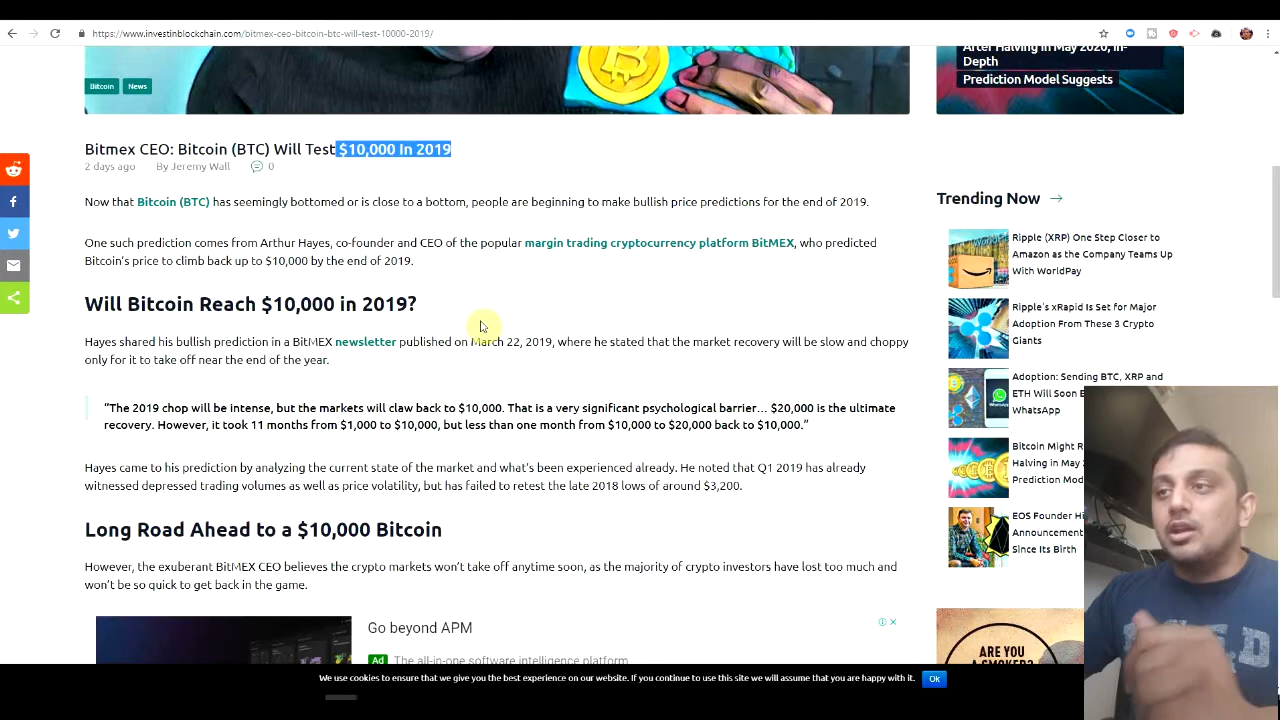 https://www.investinblockchain.com/bitmex-ceo-bitcoin-btc-will-test-10000-2019/
Bitcoin
News
After Halving in May 2020, In-
Depth
Prediction Model Suggests
Bitmex CEO: Bitcoin (BTC) Will Test $10,000 In 2019
2 days ago By Jeremy Wall 0
Now that Bitcoin (BTC) has seemingly bottomed or is close to a bottom, people are beginning to make bullish price predictions for the end of 2019.
One such prediction comes from Arthur Hayes, co-founder and CEO of the popular margin trading cryptocurrency platform BitMEX, who predicted
Bitcoin's price to climb back up to $10,000 by the end of 2019.
Will Bitcoin Reach $10,000 in 2019?
Hayes shared his bullish prediction in a BitMEX newsletter published on March 22, 2019, where he stated that the market recovery will be slow and choppy
only for it to take off near the end of the year.
“The 2019 chop will be intense, but the markets will claw back to $10,000. That is a very significant psychological barrier… $20,000 is the ultimate
recovery. However, it took 11 months from $1,000 to $10,000, but less than one month from $10,000 to $20,000 back to $10,000.”
Hayes came to his prediction by analyzing the current state of the market and what's been experienced already. He noted that Q1 2019 has already
witnessed depressed trading volumes as well as price volatility, but has failed to retest the late 2018 lows of around $3,200.
Long Road Ahead to a $10,000 Bitcoin
However, the exuberant BitMEX CEO believes the crypto markets won't take off anytime soon, as the majority of crypto investors have lost too much and
won't be so quick to get back in the game.
Go beyond APM
Ad The all-in-one software intelligence platform
Trending Now
Ripple (XRP) One Step Closer to
Amazon as the Company Teams Up
With WorldPay
Ripple's xRapid Is Set for Major
Adoption From These 3 Crypto
Giants
Adoption: Sending BTC, XRP and
ETH Will Soon
WhatsApp
Bitcoin Might
Halving in May
Prediction
EOS Founder
Announcement
Since Its Birth
ARE YOU
We use cookies to ensure that we give you the best experience on our website. If you continue to use this site we will assume that you are happy with it.
Ok